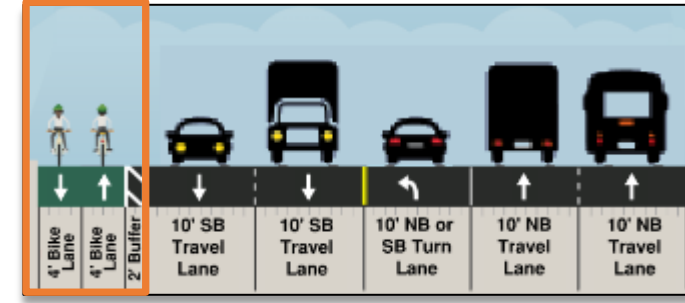 4' Bike
Lane
4' Bike
Lane
2' Buffer
10' SB
Travel
Lane
10' SB
Travel
Lane
10' NB or
SB Turn
Lane
10' NB
Travel
Lane
10' NB
Travel
Lane